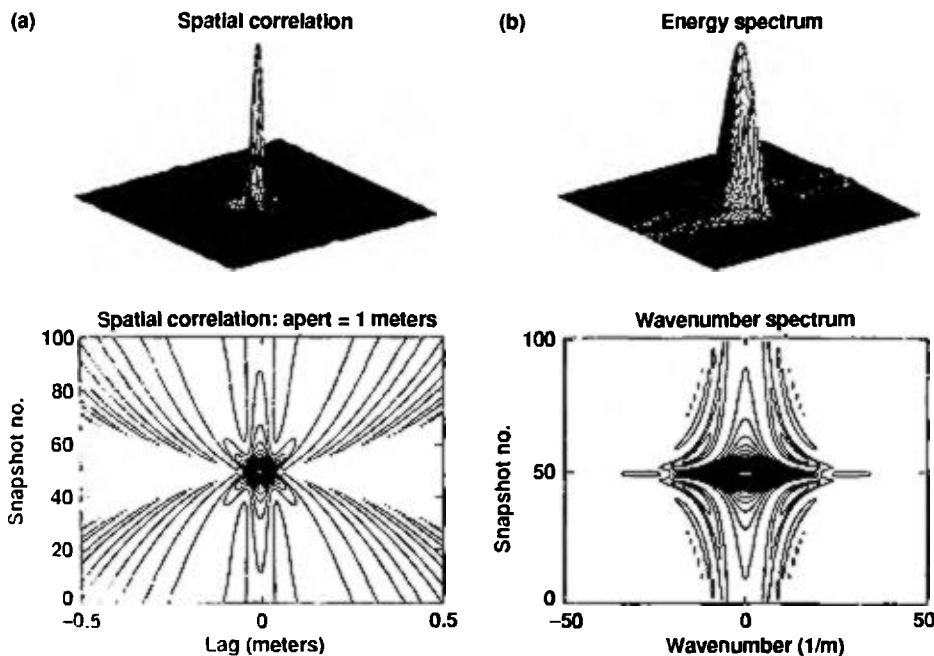 (a) Spatial correlation
(b) Energy spectrum
Spatial correlation: apert = 1 meters
100
80
60
40
20
0
Snapshot no.
−0.5 0 0.5
Lag (meters)
Wavenumber spectrum
100
50
0
Snapshot no.
−50 0 50
Wavenumber (1/m)